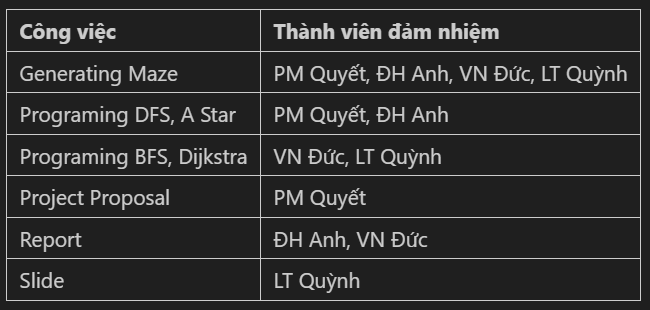 Công việc Thành viên đảm nhiệm
Generating Maze PM Quyết, ĐH Anh, VN Đức, LT Quỳnh
Programing DFS, A Star PM Quyết, ĐH Anh
Programing BFS, Dijkstra VN Đức, LT Quỳnh
Project Proposal PM Quyết
Report ĐH Anh, VN Đức
Slide LT Quỳnh